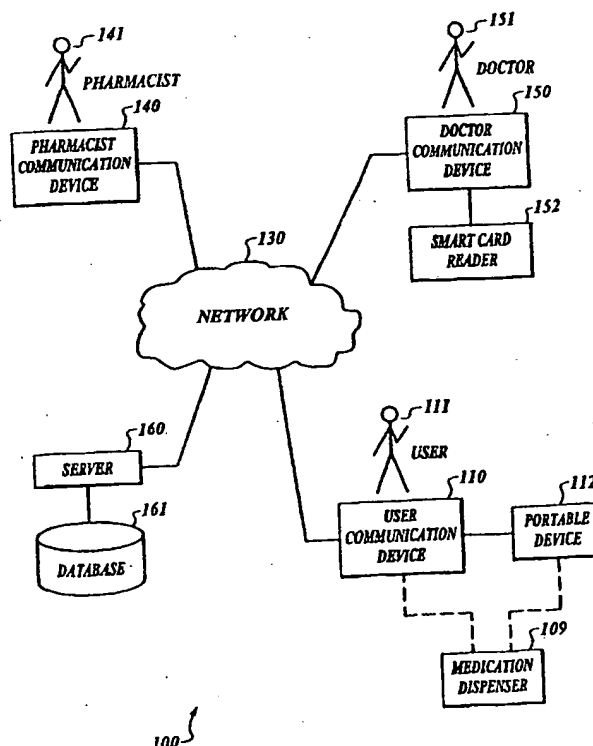 141
151
PHARMACIST
DOCTOR
140
150
PHARMACIST
COMMUNICATION
DEVICE
DOCTOR
COMMUNICATION
DEVICE
152
SMART CARD
READER
130
NETWORK
111
USER
160
SERVER
110
112
USER
COMMUNICATION
DEVICE
PORTABLE
DEVICE
161
DATABASE
109
MEDICATION
DISPENSER
100